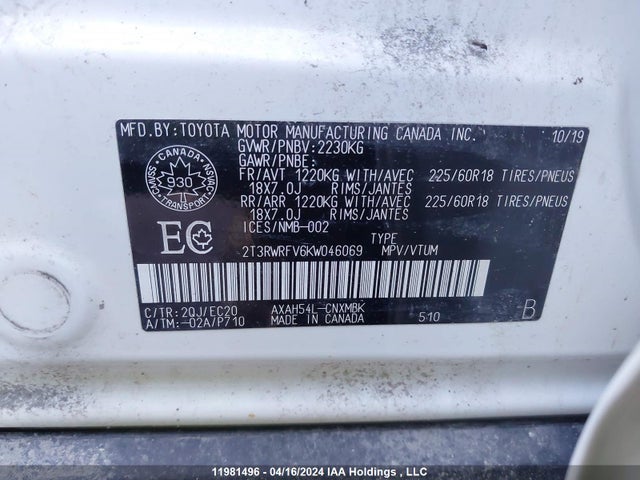 MFD.BY:TOYOTA MOTOR MANUFACTURING CANADA INC. 10/19
GVWR/PNBV:2230KG
GAWR/PNBE:
FR/AVT 1220KG WITH/AVEC 225/60R18 TIRES/PNEUS
18X7.0J RIMS/JANTES
RR/ARR 1220KG WITH/AVEC 225/60R18 TIRES/PNEUS
18X7.0J RIMS/JANTES
ICES/NMB-002
CANADA
930
TRANSPORT
EC
TYPE
2T3RWRFV6KW046069 MPV/VTUM
C/TR:2QJ/EC20 AXAH54L-CNXMBK
A/TM:-02A/P710 MADE IN CANADA 510 B
11981496 - 04/16/2024 IAA Holdings , LLC